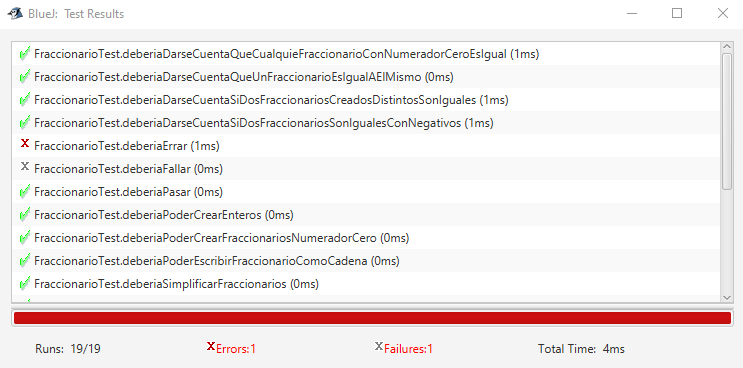 BlueJ: Test Results
FraccionarioTest.deberiaDarseCuentaQueCualquieFraccionarioConNumeradorCeroEsIgual (1ms)
FraccionarioTest.deberiaDarseCuentaQueUnFraccionarioEsIgualAElMismo (0ms)
FraccionarioTest.deberiaDarseCuentaSiDosFraccionariosCreadosDistintosSonIguales (1ms)
FraccionarioTest.deberiaDarseCuentaSiDosFraccionariosSonIgualesConNegativos (1ms)
FraccionarioTest.deberiaErrar (1ms)
FraccionarioTest.deberiaFallar (0ms)
FraccionarioTest.deberiaPasar (0ms)
FraccionarioTest.deberiaPoderCrearEnteros (0ms)
FraccionarioTest.deberiaPoderCrearFraccionariosNumeradorCero (0ms)
FraccionarioTest.deberiaPoderEscribirFraccionarioComoCadena (0ms)
FraccionarioTest.deberiaSimplificarFraccionarios (0ms)
Runs: 19/19 Errors:1 Failures:1 Total Time: 4ms